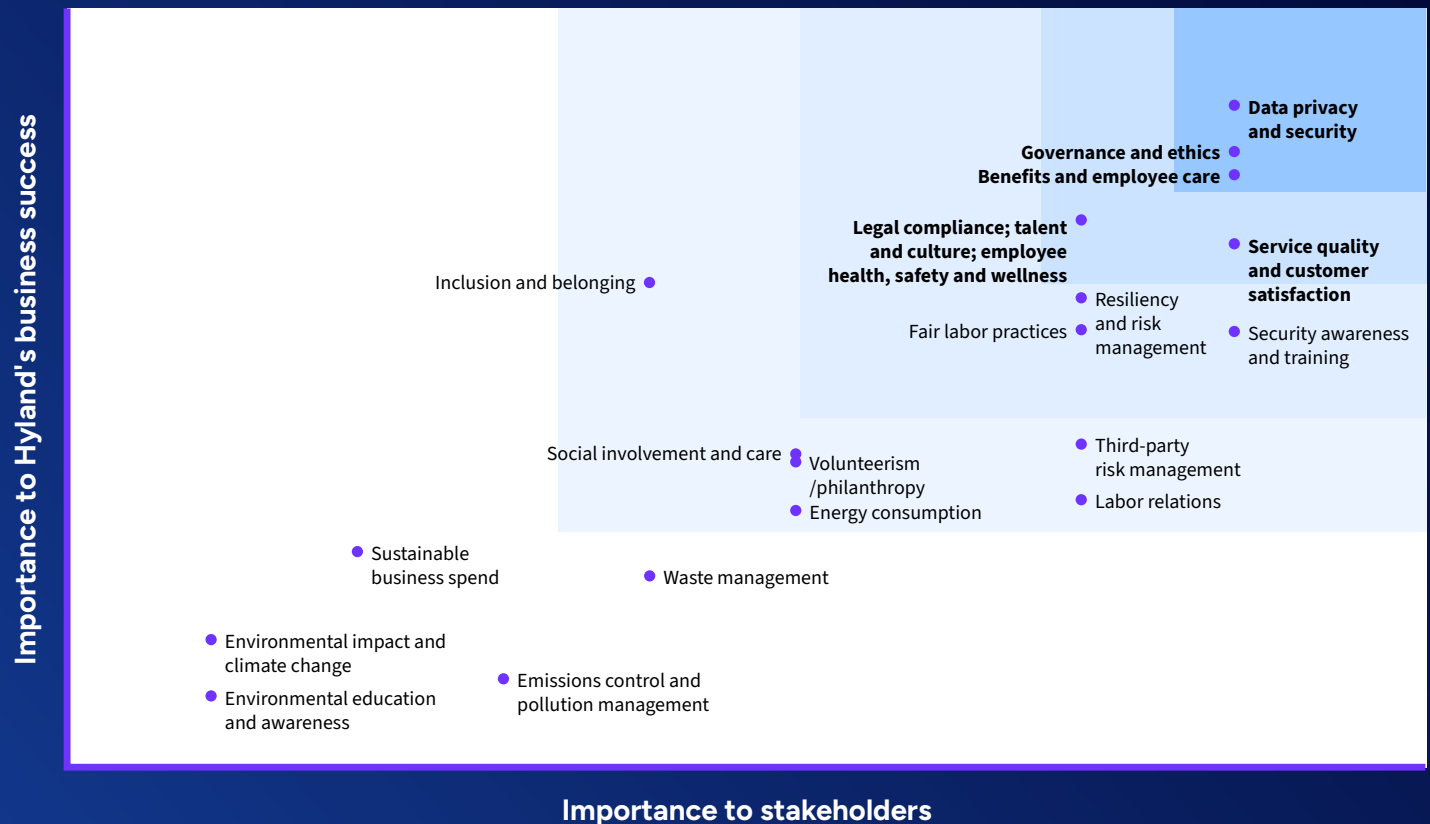 Importance to Hyland's business success
Data privacy
and security
Governance and ethics
Benefits and employee care
Legal compliance; talent
and culture; employee
health, safety and wellness
Service quality
and customer
satisfaction
Inclusion and belonging
Resiliency
and risk
management
Fair labor practices
Security awareness
and training
Social involvement and care
Volunteerism
/philanthropy
Energy consumption
Third-party
risk management
Labor relations
Sustainable
business spend
Waste management
Environmental impact and
climate change
Environmental education
and awareness
Emissions control and
pollution management
Importance to stakeholders